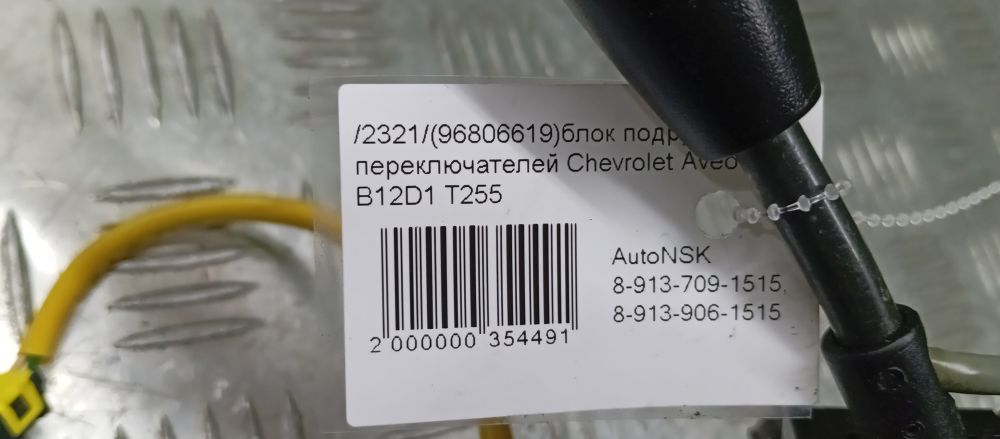 /2321/(96806619)блок
переключателей Chevrolet Aveo
B12D1 T255
AutoNSK
8-913-709-1515,
8-913-906-1515
2 000000 354491